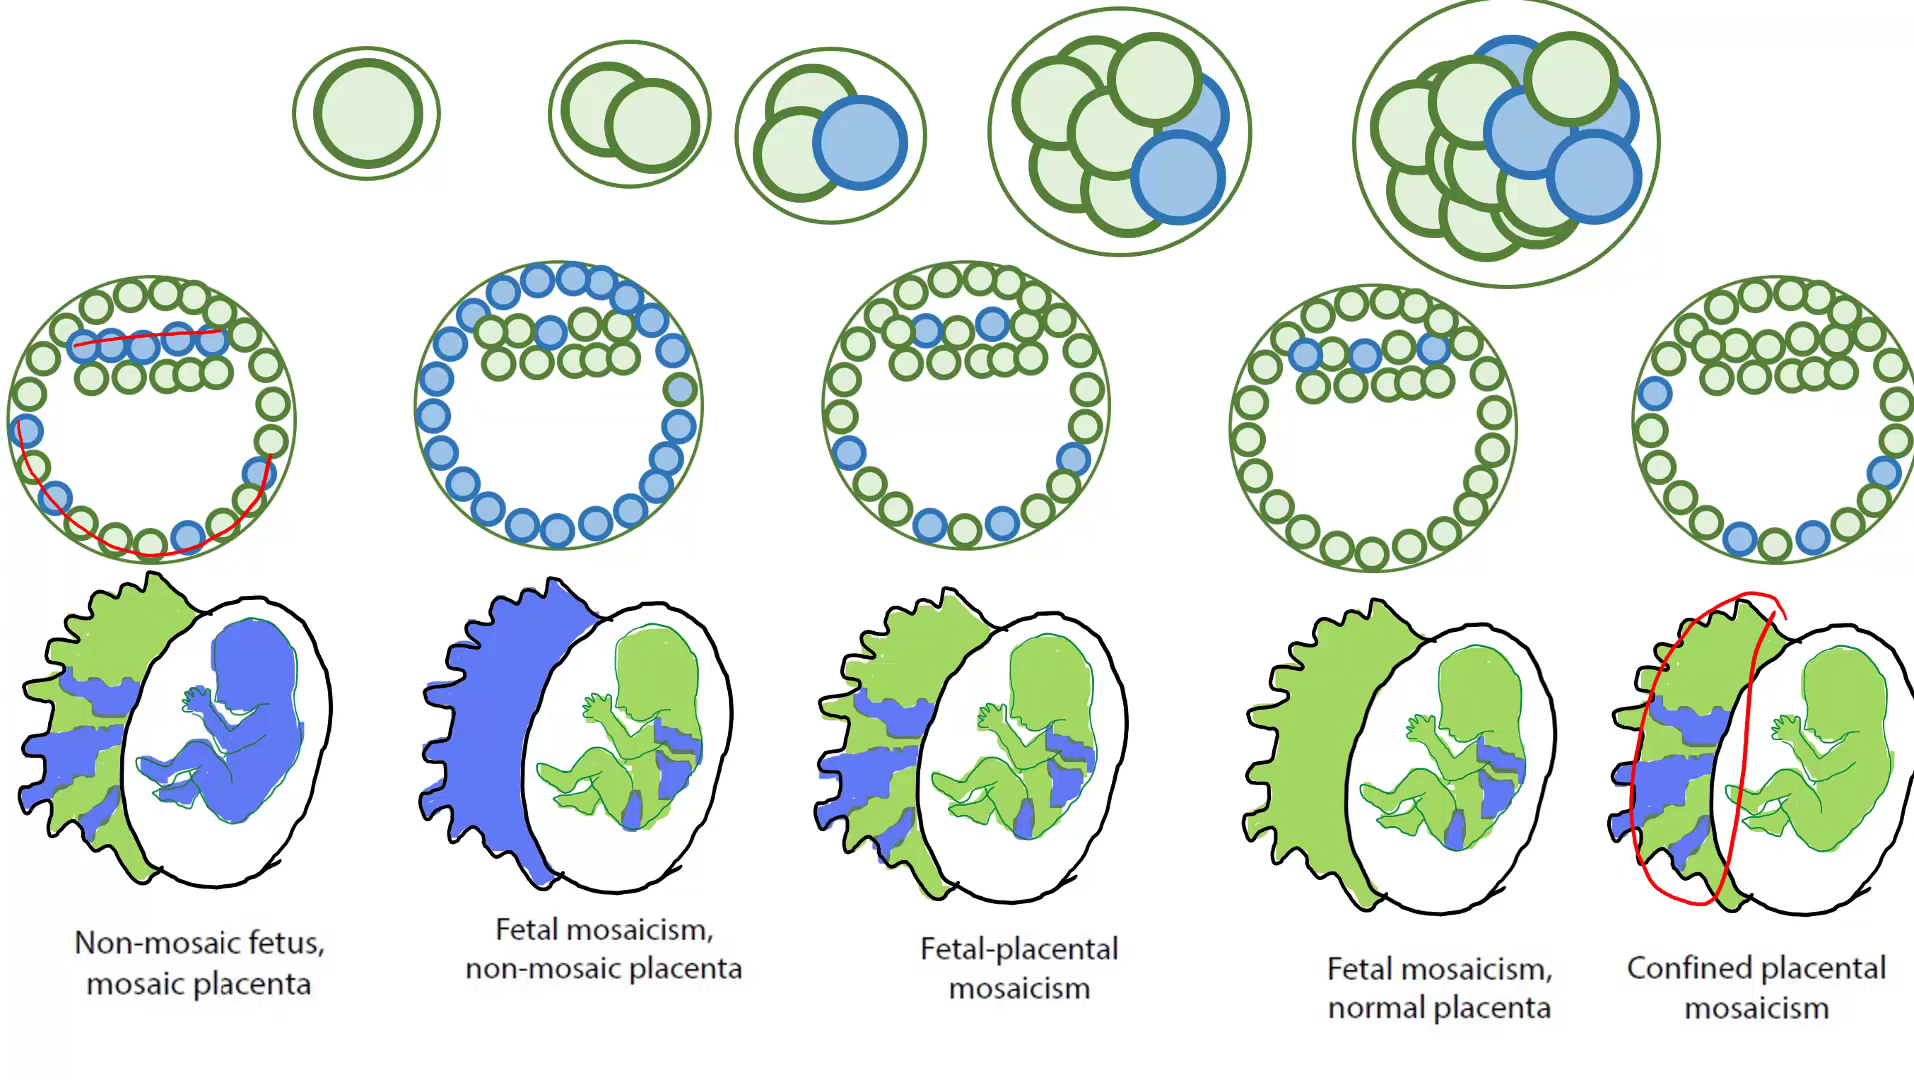 Non-mosaic fetus,
mosaic placenta
Fetal mosaicism,
non-mosaic placenta
Fetal-placental
mosaicism
Fetal mosaicism,
normal placenta
Confined placental
mosaicism